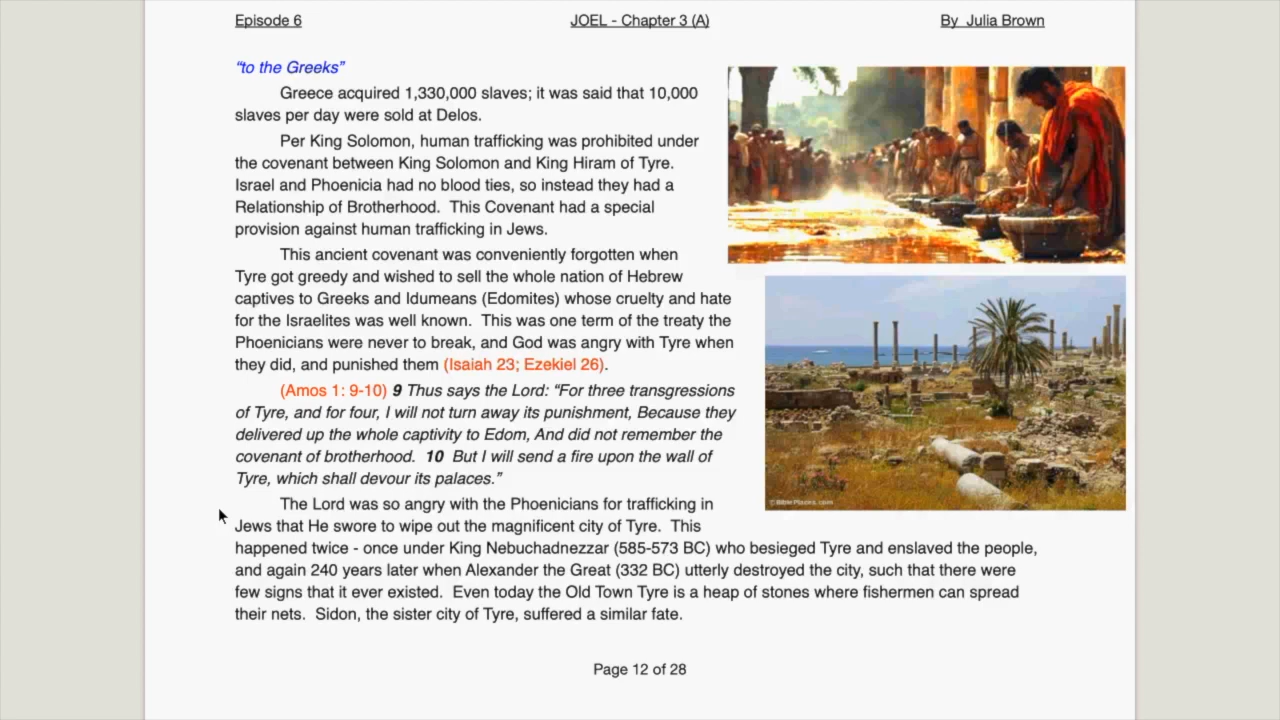 Episode 6
JOEL - Chapter 3 (A)
By Julia Brown
“to the Greeks”
Greece acquired 1,330,000 slaves; it was said that 10,000
slaves per day were sold at Delos.
Per King Solomon, human trafficking was prohibited under
the covenant between King Solomon and King Hiram of Tyre.
Israel and Phoenicia had no blood ties, so instead they had a
Relationship of Brotherhood. This Covenant had a special
provision against human trafficking in Jews.
This ancient covenant was conveniently forgotten when
Tyre got greedy and wished to sell the whole nation of Hebrew
captives to Greeks and Idumeans (Edomites) whose cruelty and hate
for the Israelites was well known. This was one term of the treaty the
Phoenicians were never to break, and God was angry with Tyre when
they did, and punished them (Isaiah 23; Ezekiel 26).
(Amos 1: 9-10) 9 Thus says the Lord: “For three transgressions
of Tyre, and for four, I will not turn away its punishment, Because they
delivered up the whole captivity to Edom, And did not remember the
covenant of brotherhood. 10 But I will send a fire upon the wall of
Tyre, which shall devour its palaces.”
The Lord was so angry with the Phoenicians for trafficking in
Jews that He swore to wipe out the magnificent city of Tyre. This
happened twice - once under King Nebuchadnezzar (585-573 BC) who besieged Tyre and enslaved the people,
and again 240 years later when Alexander the Great (332 BC) utterly destroyed the city, such that there were
few signs that it ever existed. Even today the Old Town Tyre is a heap of stones where fishermen can spread
their nets. Sidon, the sister city of Tyre, suffered a similar fate.
© BiblePlaces.com
Page 12 of 28